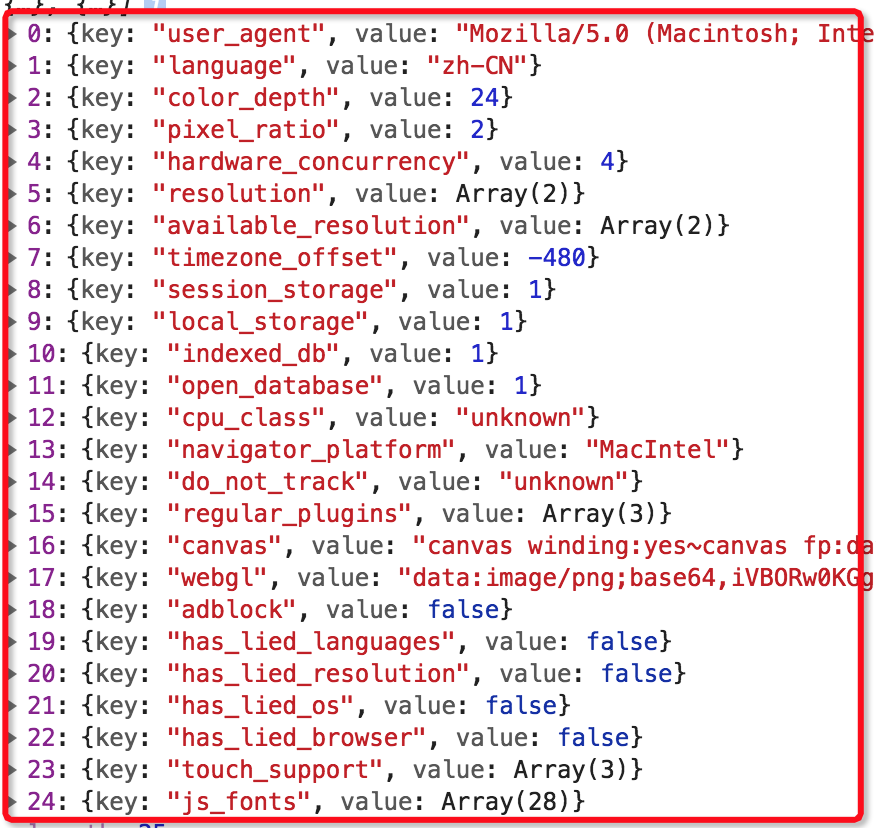 0: {key: "user_agent", value: "Mozilla/5.0 (Macintosh; Inte
1: {key: "language", value: "zh-CN"}
2: {key: "color_depth", value: 24}
3: {key: "pixel_ratio", value: 2}
4: {key: "hardware_concurrency", value: 4}
5: {key: "resolution", value: Array(2)}
6: {key: "available_resolution", value: Array(2)}
7: {key: "timezone_offset", value: -480}
8: {key: "session_storage", value: 1}
9: {key: "local_storage", value: 1}
10: {key: "indexed_db", value: 1}
11: {key: "open_database", value: 1}
12: {key: "cpu_class", value: "unknown"}
13: {key: "navigator_platform", value: "MacIntel"}
14: {key: "do_not_track", value: "unknown"}
15: {key: "regular_plugins", value: Array(3)}
16: {key: "canvas", value: "canvas winding:yes~canvas fp:da
17: {key: "webgl", value: "data:image/png;base64,iVBORw0KGg
18: {key: "adblock", value: false}
19: {key: "has_lied_languages", value: false}
20: {key: "has_lied_resolution", value: false}
21: {key: "has_lied_os", value: false}
22: {key: "has_lied_browser", value: false}
23: {key: "touch_support", value: Array(3)}
24: {key: "js_fonts", value: Array(28)}